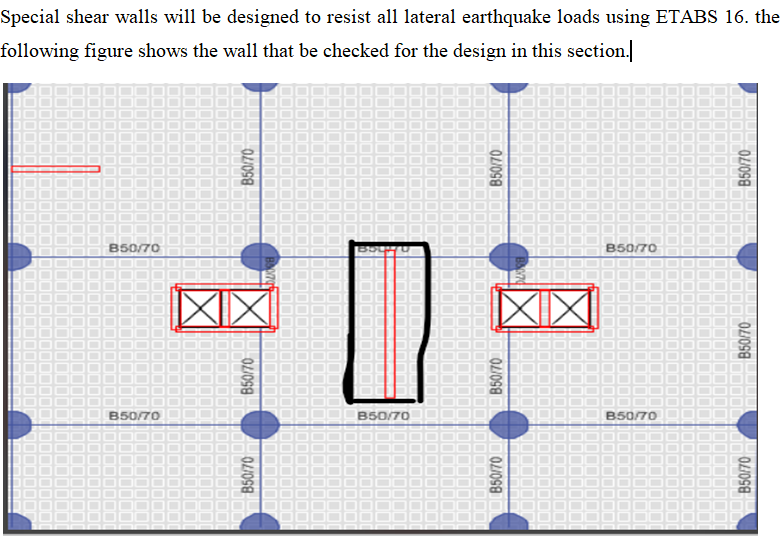 Special shear walls will be designed to resist all lateral earthquake loads using ETABS 16. the
following figure shows the wall that be checked for the design in this section.
B50/70
B50/70
B50/70
B50/70
B50/70
B50/70
B50/70
B50/70
B50/70
B50/70
B50/70
B50/70
B50/70
B50/70